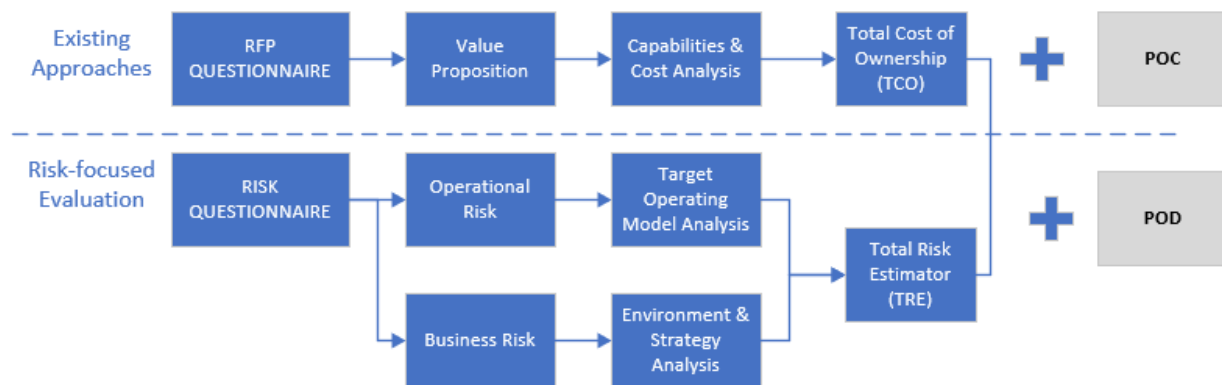 Existing
Approaches
RFP
QUESTIONNAIRE
Value
Proposition
Capabilities &
Cost Analysis
Total Cost of
Ownership
(TCO)
POC
Risk-focused
Evaluation
RISK
QUESTIONNAIRE
Operational
Risk
Target
Operating
Model Analysis
Total Risk
Estimator
(TRE)
POD
Business Risk
Environment &
Strategy
Analysis